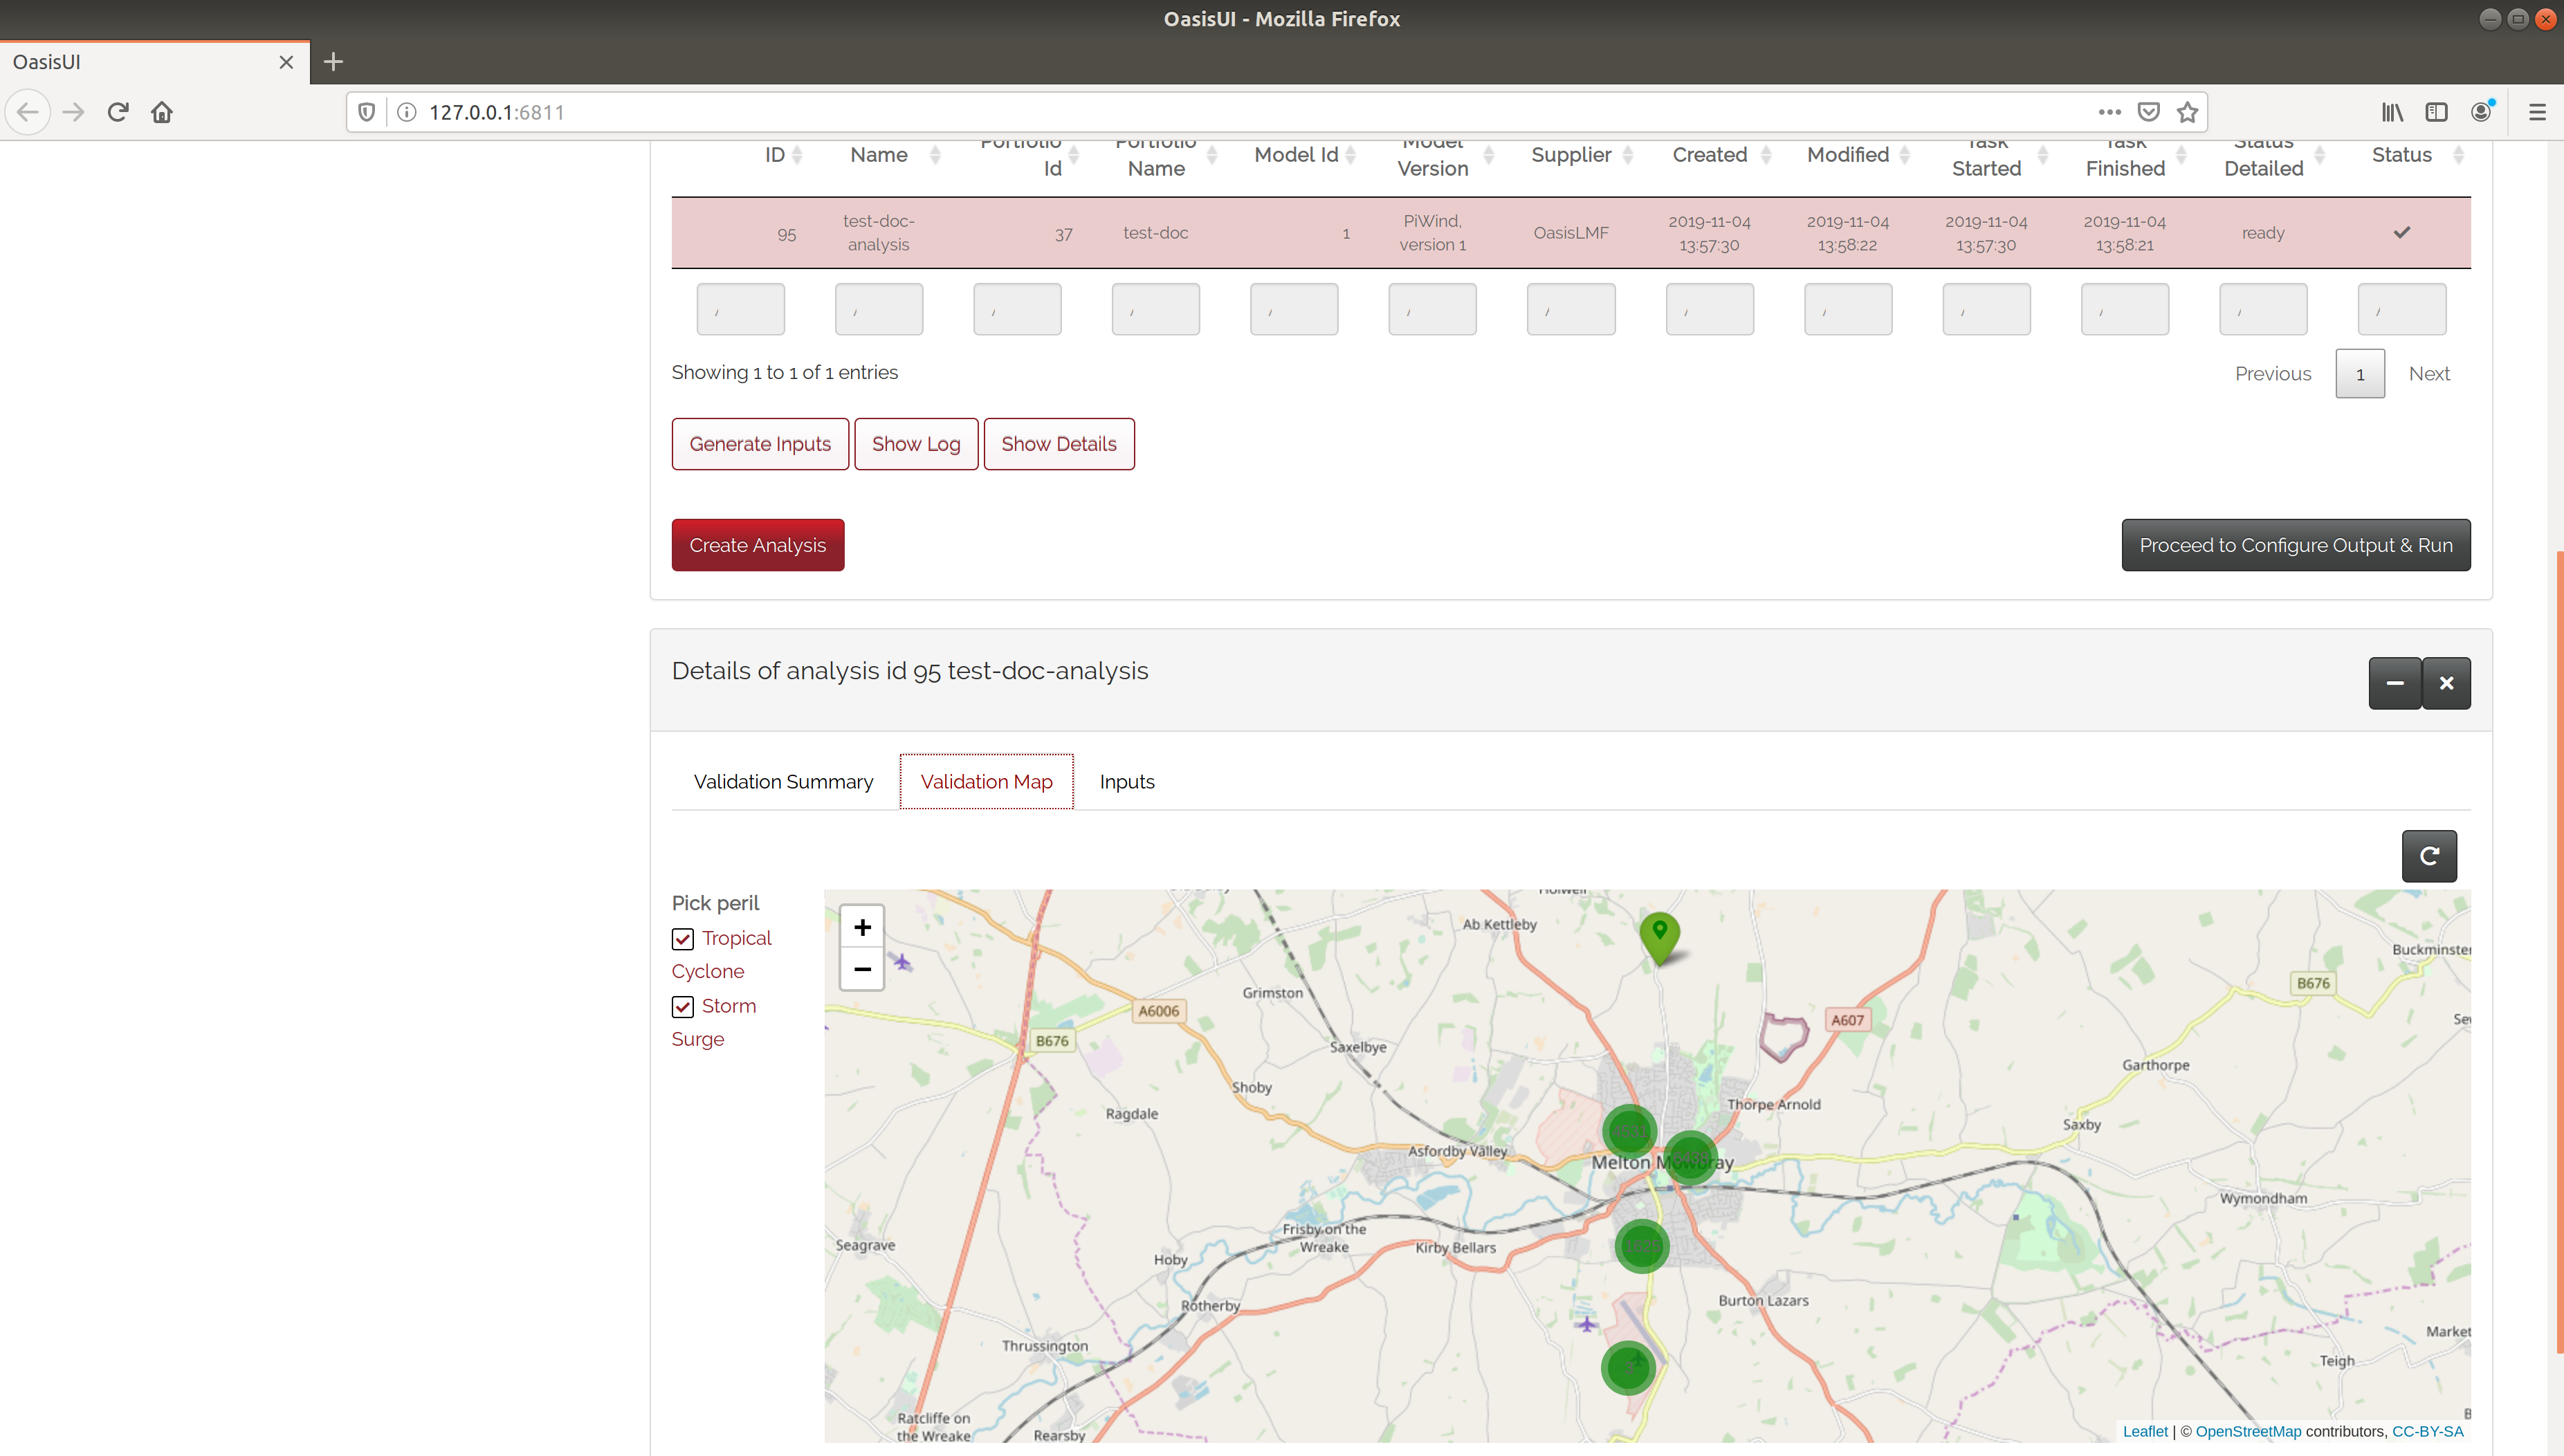 OasisUI - Mozilla Firefox
OasisUI
127.0.0.1:6811
ID Name Portfolio Id Portfolio Name Model Id Model Version Supplier Created Modified Task Started Task Finished Status Detailed Status
95 test-doc-analysis 37 test-doc 1 PiWind, version 1 OasisLMF 2019-11-04 13:57:30 2019-11-04 13:58:22 2019-11-04 13:57:30 2019-11-04 13:58:21 ready
Showing 1 to 1 of 1 entries
Previous 1 Next
Generate Inputs Show Log Show Details
Create Analysis Proceed to Configure Output & Run
Details of analysis id 95 test-doc-analysis
Validation Summary Validation Map Inputs
Pick peril
Tropical
Cyclone
Storm
Surge
+
−
Holwell
Ab Kettleby
Buckminster
Grimston
B676
A6006
A607
B676
Saxelbye
Garthorpe
Shoby
Thorpe Arnold
Ragdale
Saxby
Asfordby Valley
Melton Mowbray
Wymondham
Frisby on the
Wreake
Kirby Bellars
Seagrave
Hoby
Burton Lazars
Rotherby
Thrussington
Market
Teigh
Ratcliffe on
the Wreake
Rearsby
Leaflet | © OpenStreetMap contributors, CC-BY-SA